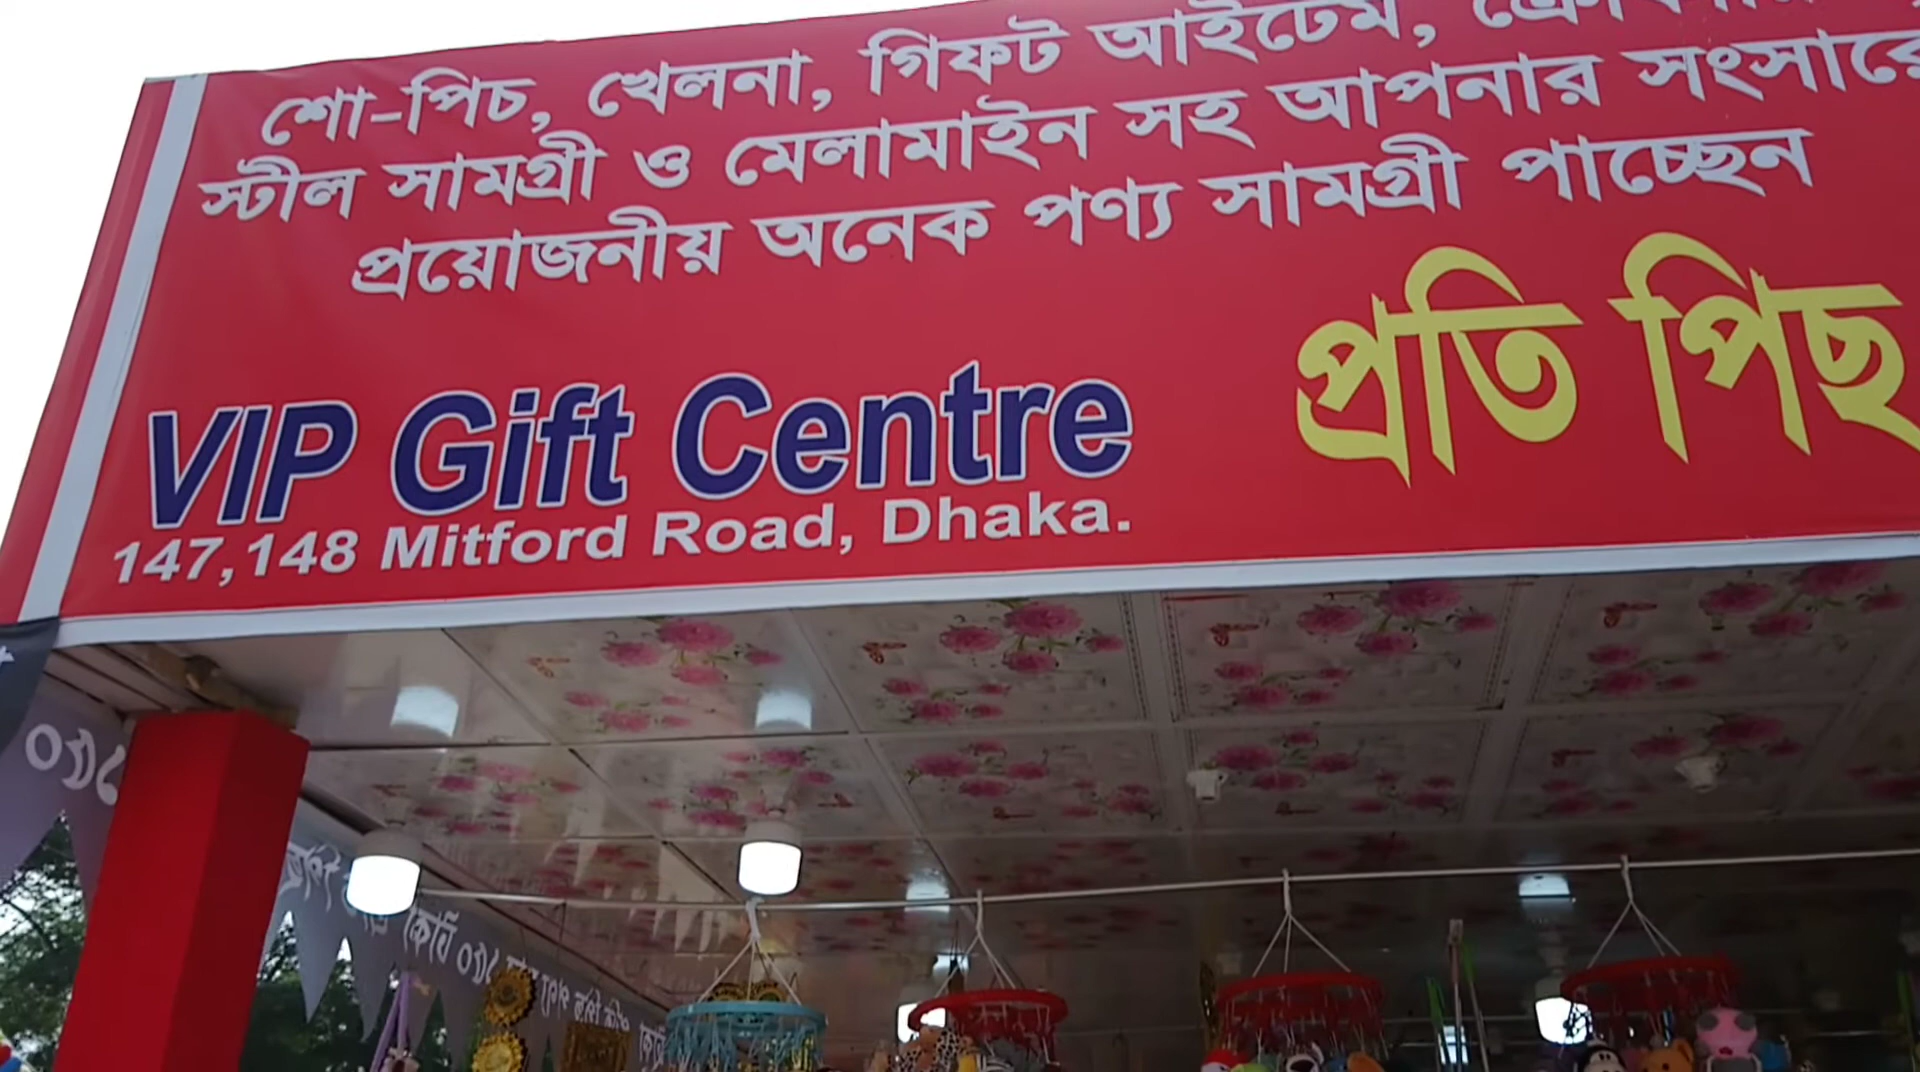 শো-পিচ, খেলনা, গিফট আইটেম,
স্টীল সামগ্রী ও মেলামাইন সহ আপনার সংসারে
প্রয়োজনীয় অনেক পণ্য সামগ্রী পাচ্ছেন
প্রতি পিছ
VIP Gift Centre
147,148 Mitford Road, Dhaka.